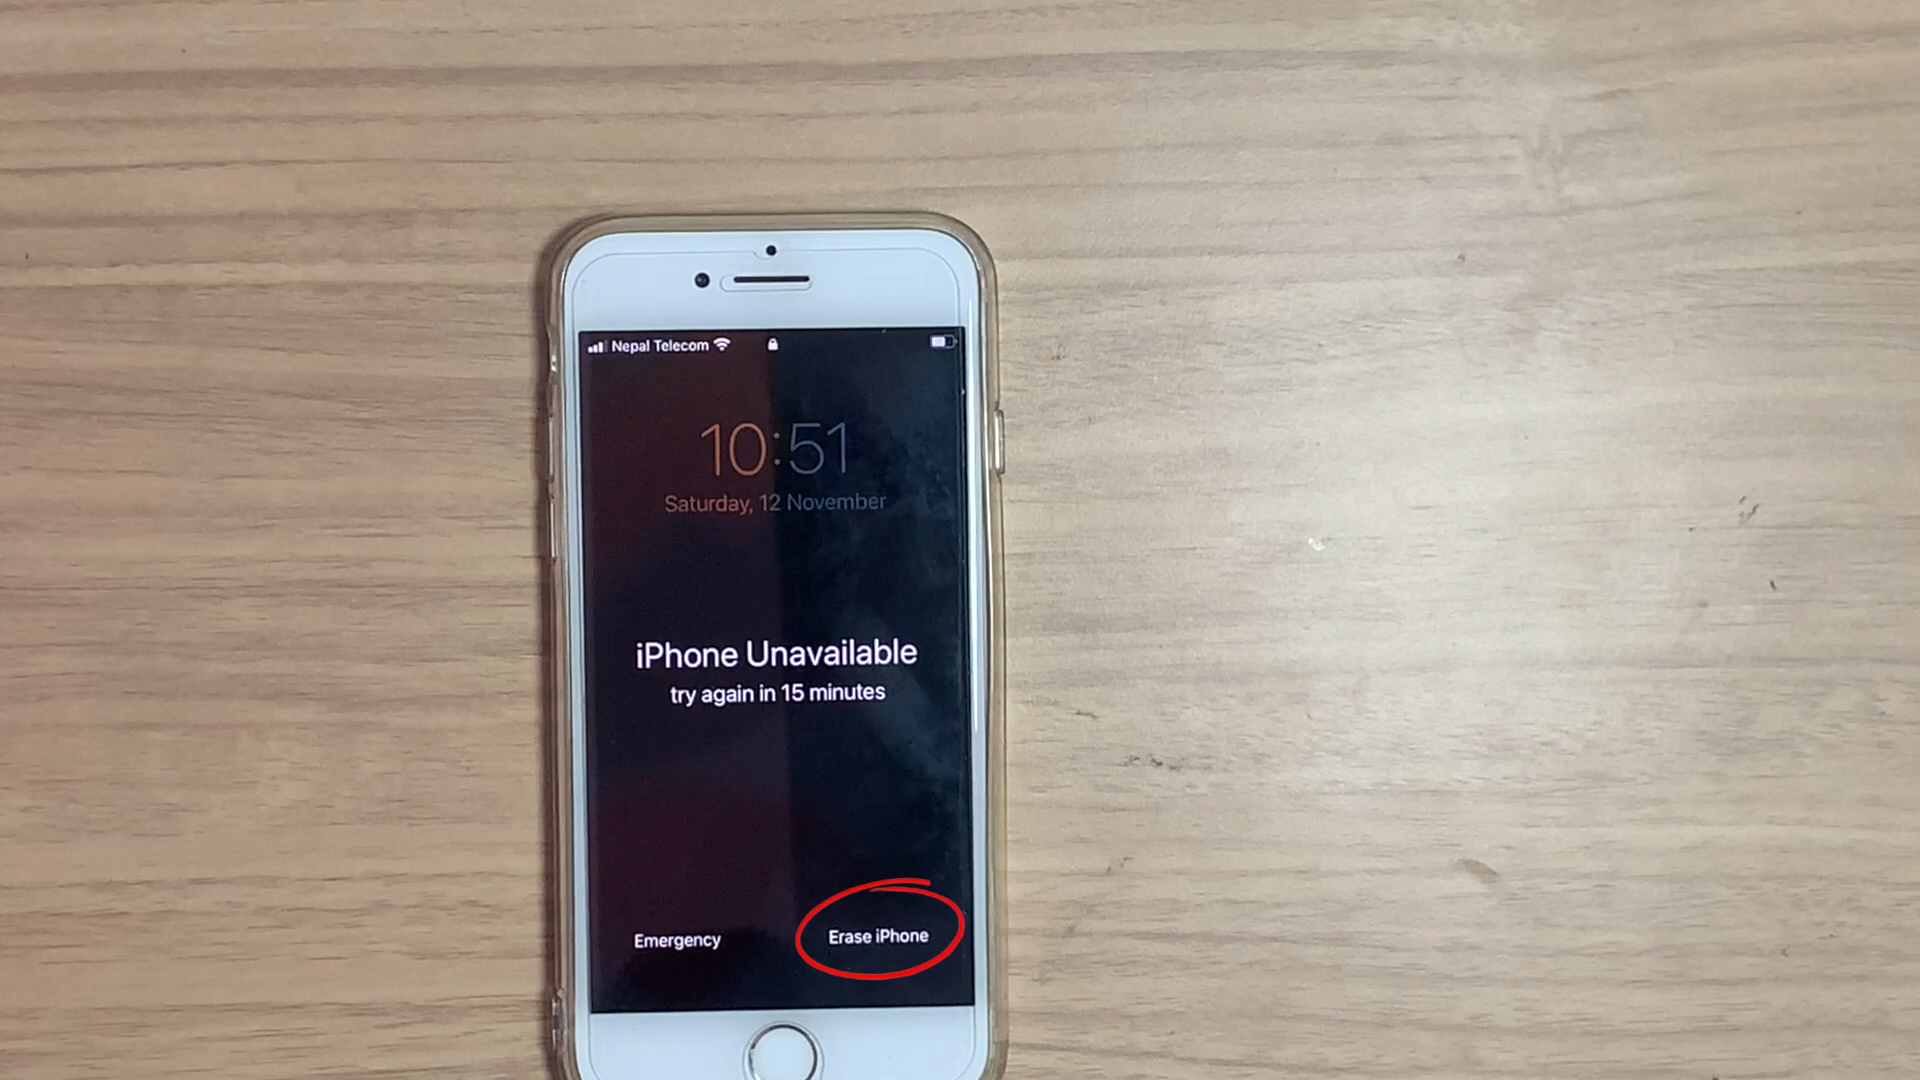 Nepal Telecom
10:51
Saturday, 12 November
iPhone Unavailable
try again in 15 minutes
Emergency
Erase iPhone